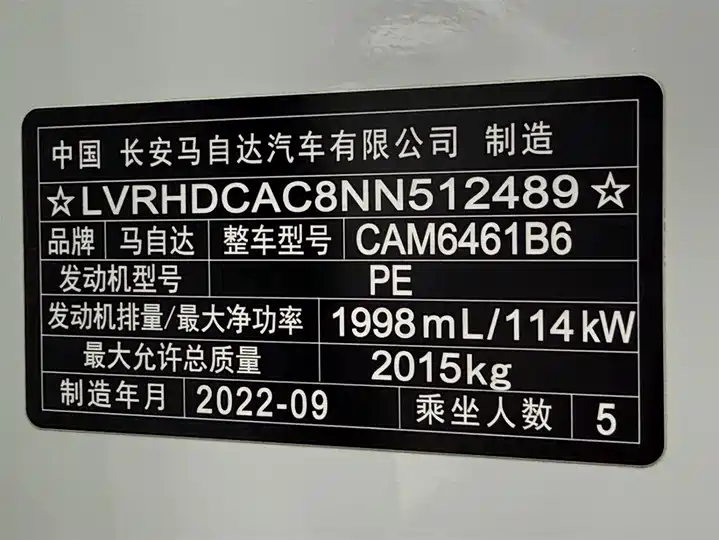 中国 长安马自达汽车有限公司 制造
☆LVRHDCAC8NN512489☆
品牌 马自达 整车型号 CAM6461B6
发动机型号 PE
发动机排量/最大净功率 1998mL/114kW
最大允许总质量 2015kg
制造年月 2022-09 乘坐人数 5